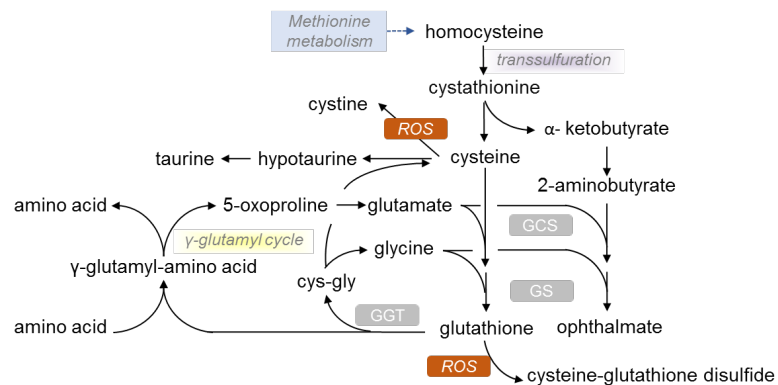 Methionine
metabolism
homocysteine
transsulfuration
cystathionine
cystine
ROS
α- ketobutyrate
taurine
hypotaurine
cysteine
2-aminobutyrate
amino acid
5-oxoproline
glutamate
GCS
γ-glutamyl cycle
glycine
γ-glutamyl-amino acid
cys-gly
GS
GGT
amino acid
glutathione
ophthalmate
ROS
cysteine-glutathione disulfide